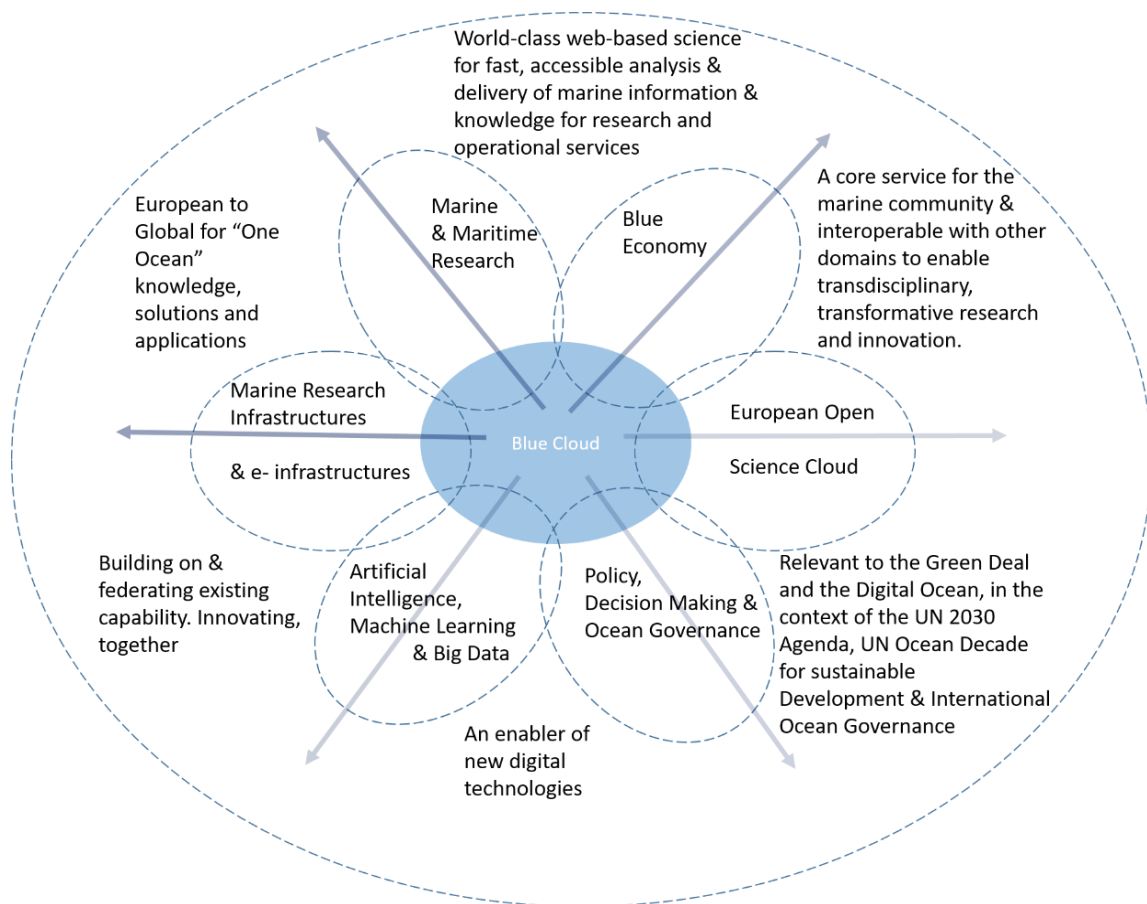 World-class web-based science
for fast, accessible analysis &
delivery of marine information &
knowledge for research and
operational services
European to
Global for “One
Ocean”
knowledge,
solutions and
applications
Marine
& Maritime
Research
Blue
Economy
A core service for the
marine community &
interoperable with other
domains to enable
transdisciplinary,
transformative research
and innovation.
Marine Research
Infrastructures
& e- infrastructures
Blue Cloud
European Open
Science Cloud
Building on &
federating existing
capability. Innovating,
together
Artificial
Intelligence,
Machine Learning
& Big Data
Policy,
Decision Making &
Ocean Governance
Relevant to the Green Deal
and the Digital Ocean, in the
context of the UN 2030
Agenda, UN Ocean Decade
for sustainable
Development & International
Ocean Governance
An enabler of
new digital
technologies